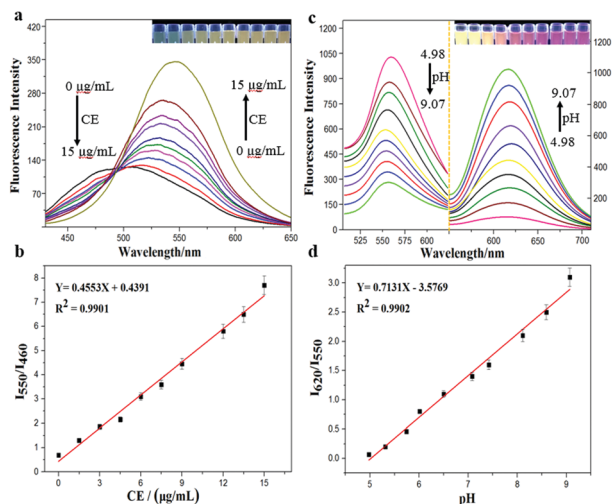 a
Fluorescence Intensity
420
350
280
210
140
70
0 µg/mL
CE
15 µg/mL
15 µg/mL
CE
0 µg/mL
450
500
550
600
650
Wavelength/nm
c
Fluorescence Intensity
1200
1050
900
750
600
450
300
150
0
4.98
pH
9.07
9.07
pH
4.98
1200
1000
800
600
400
200
0
525
550
575
600
650
700
Wavelength/nm
b
I550/I460
8
7
6
5
4
3
2
1
0
Y= 0.4553X + 0.4391
R² = 0.9901
0
3
6
9
12
15
CE / (µg/mL)
d
I620/I550
3.0
2.5
2.0
1.5
1.0
0.5
0.0
Y= 0.7131X - 3.5769
R² = 0.9902
5
6
7
8
9
pH